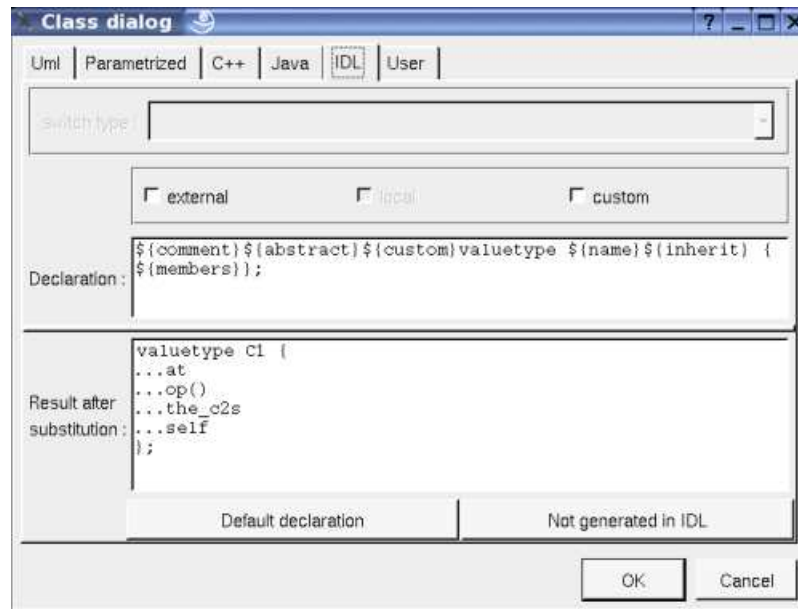 Class dialog
?
Uml Parametrized C++ Java IDL User
switch type :
external local custom
Declaration :
${comment}${abstract}${custom}valuetype ${name}${inherit} {
${members}};
Result after
substitution :
valuetype C1 {
...at
...op()
...the_c2s
...self
};
Default declaration Not generated in IDL
OK Cancel